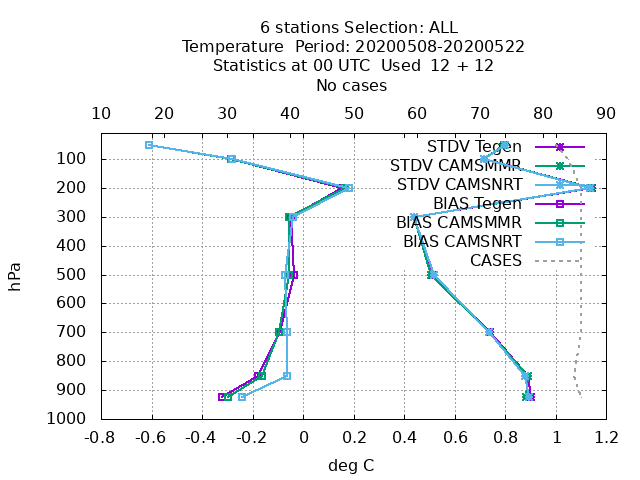 6 stations Selection: ALL
Temperature  Period: 20200508-20200522
Statistics at 00 UTC  Used  12 + 12
No cases
10 20 30 40 50 60 70 80 90
STDV Tegen
STDV CAMSMMR
STDV CAMSNRT
BIAS Tegen
BIAS CAMSMMR
BIAS CAMSNRT
CASES
100
200
300
400
500
600
700
800
900
1000
hPa
-0.8 -0.6 -0.4 -0.2 0 0.2 0.4 0.6 0.8 1 1.2
deg C